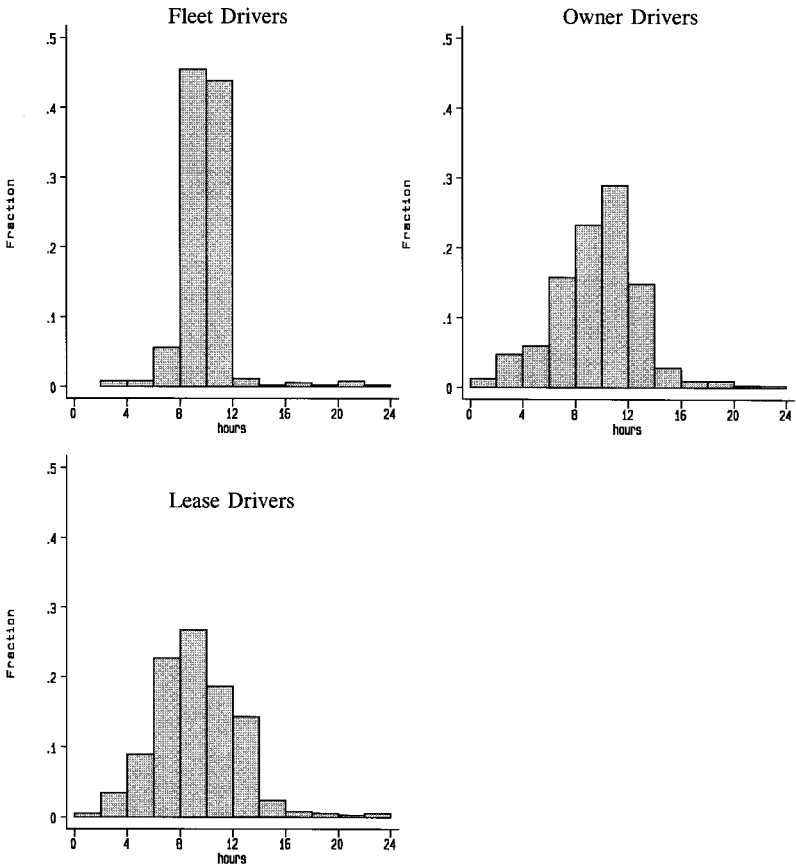 Fleet Drivers
.5
.4
.3
.2
.1
0
Fraction
0 4 8 12 16 20 24
hours
Owner Drivers
.5
.4
.3
.2
.1
0
Fraction
0 4 8 12 16 20 24
hours
Lease Drivers
.5
.4
.3
.2
.1
0
Fraction
0 4 8 12 16 20 24
hours